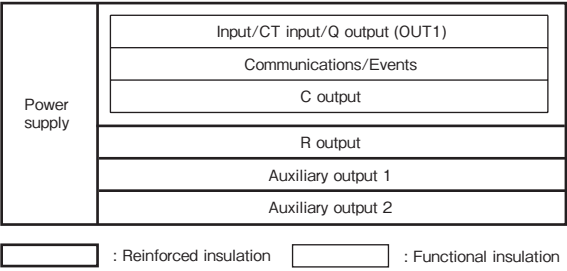 Power
supply
Input/CT input/Q output (OUT1)
Communications/Events
C output
R output
Auxiliary output 1
Auxiliary output 2
: Reinforced insulation
: Functional insulation